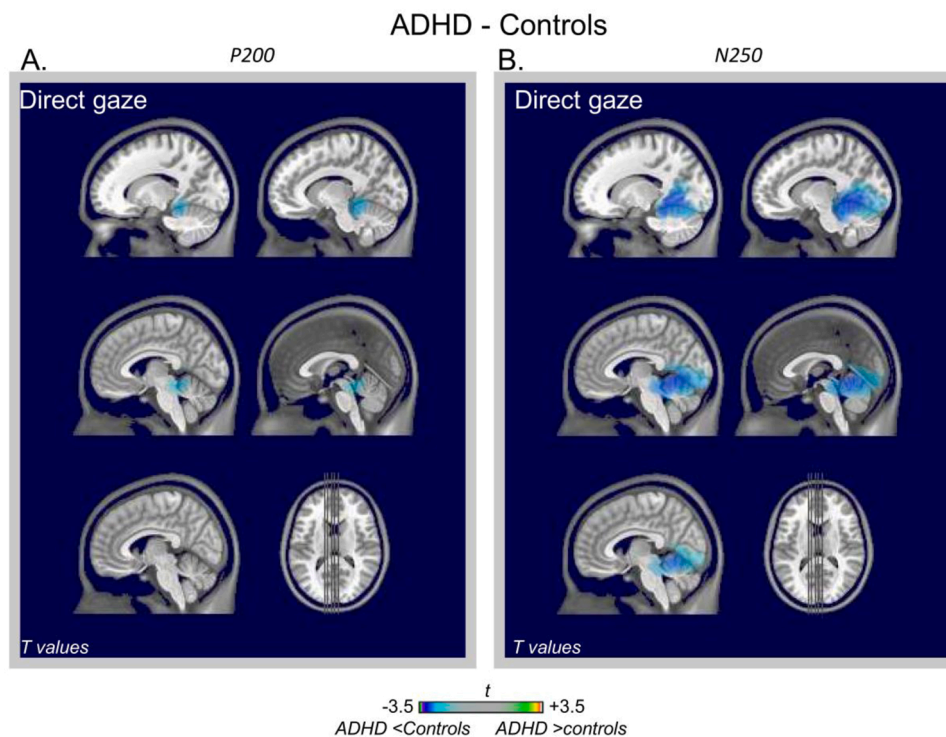 ADHD - Controls
A.
P200
B.
N250
Direct gaze
Direct gaze
T values
T values
t
-3.5
+3.5
ADHD <Controls
ADHD >controls